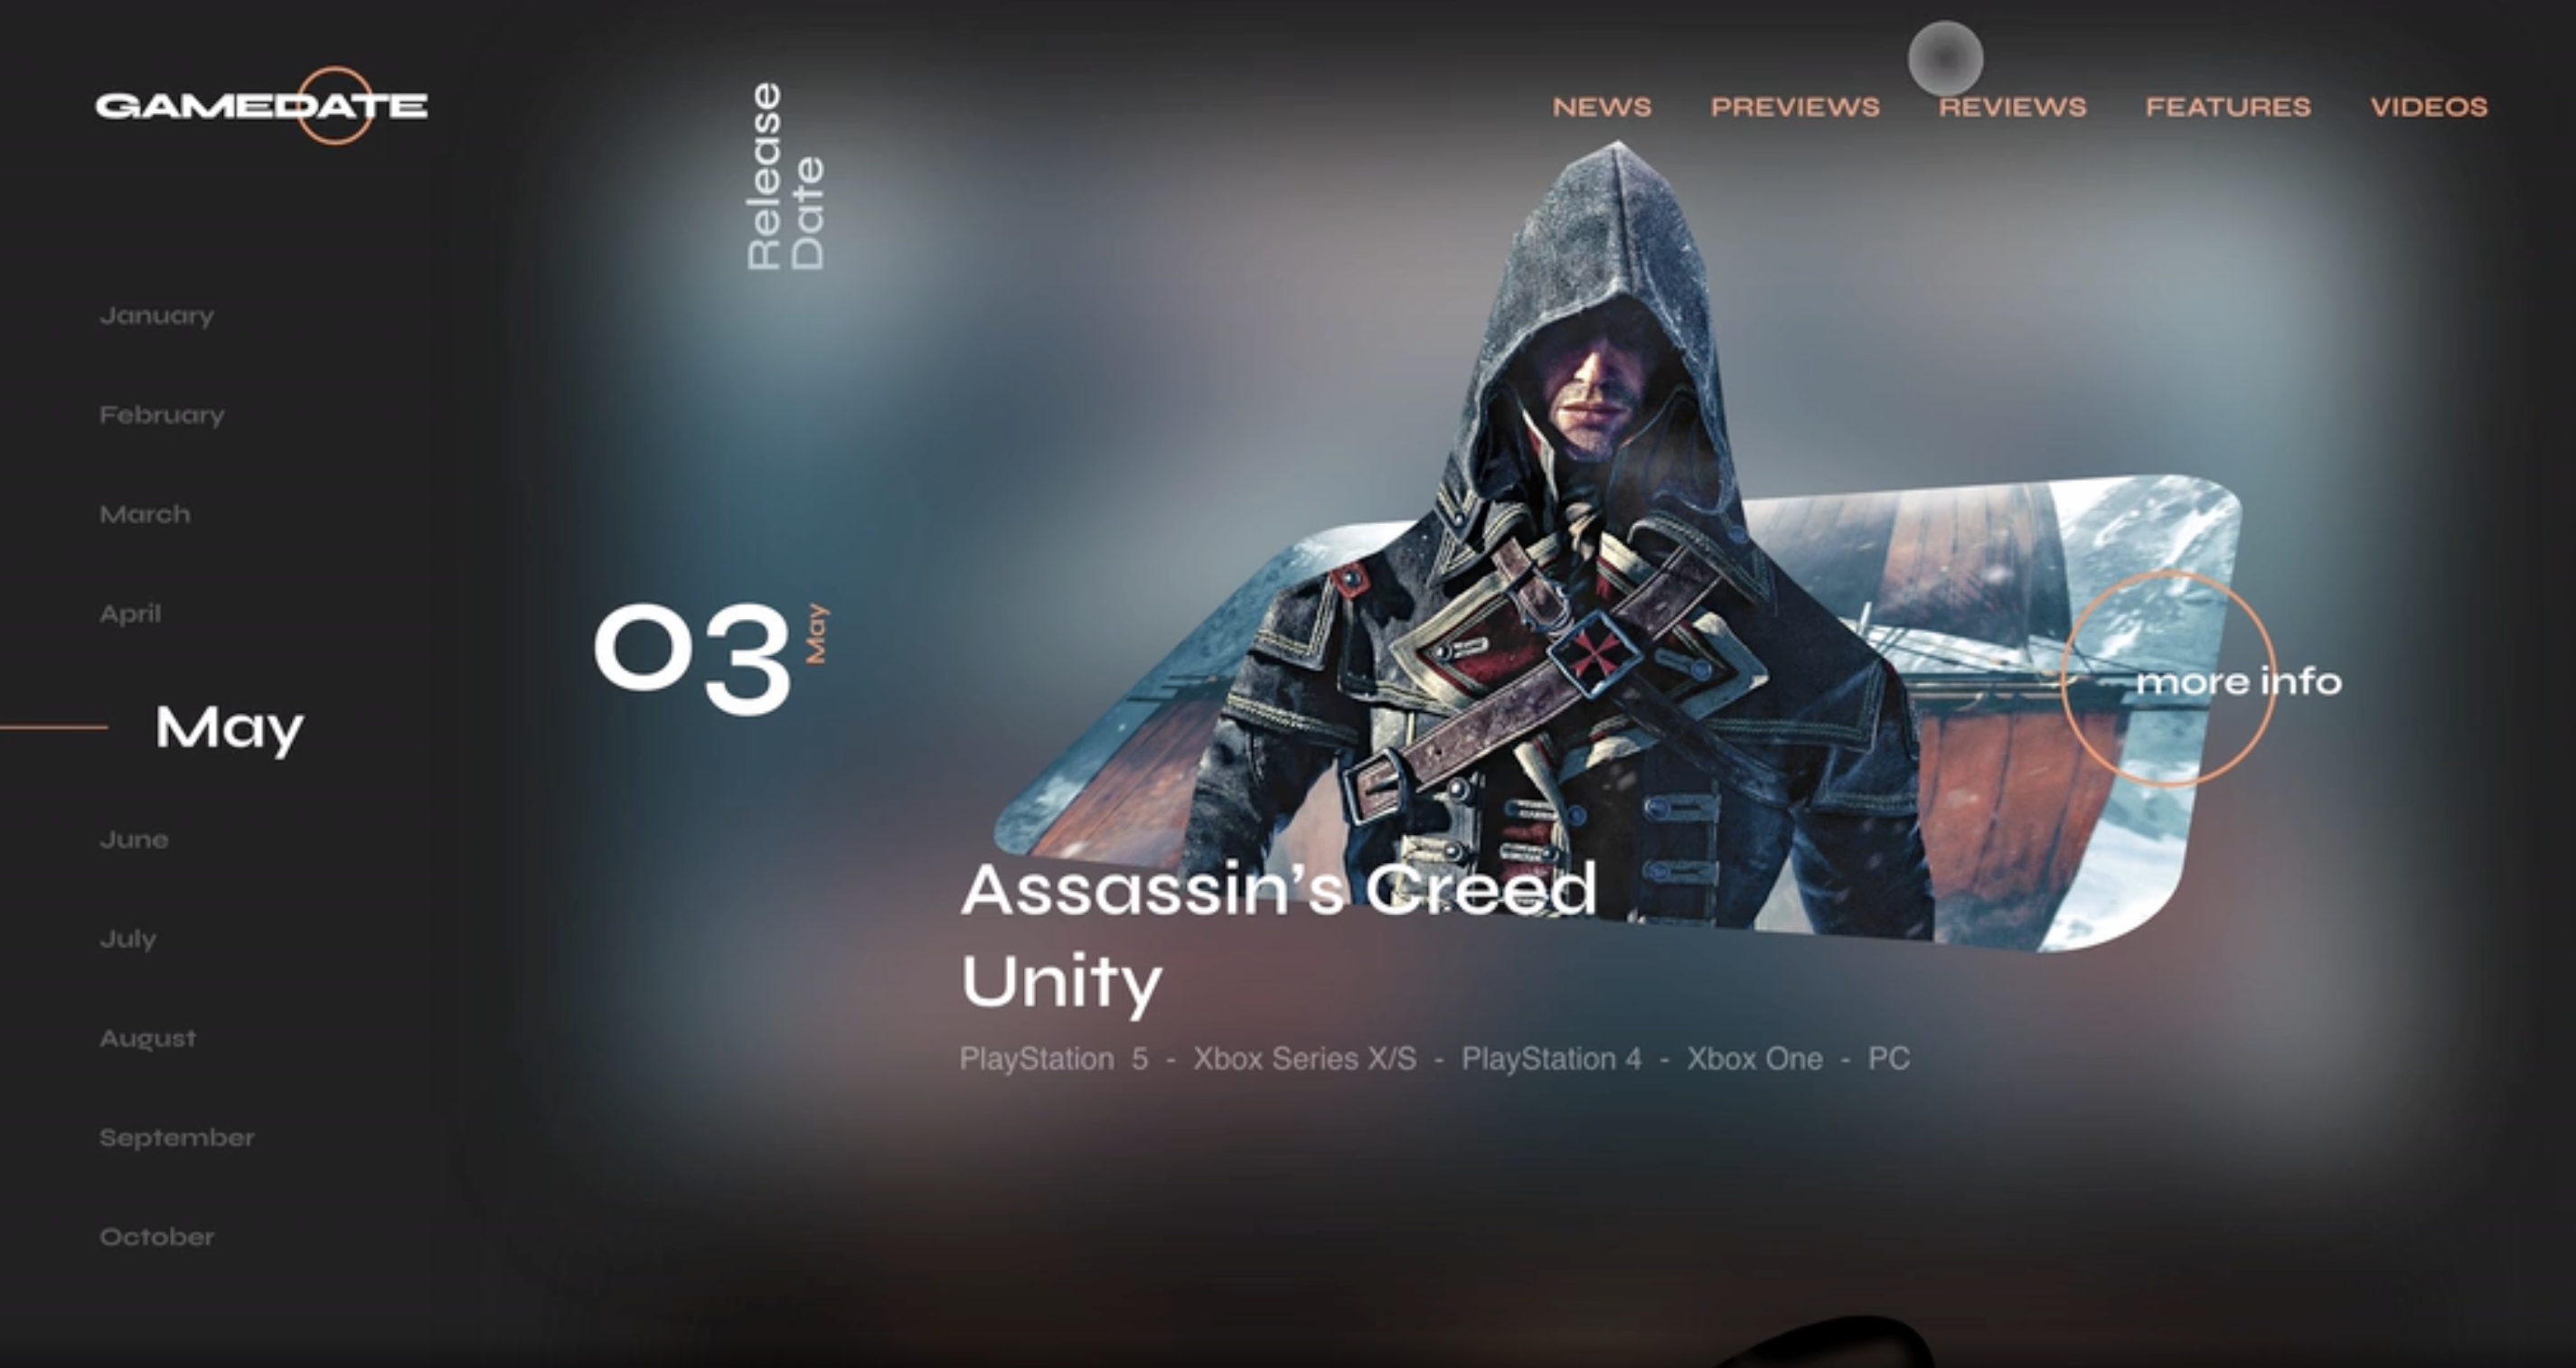 GAMEDATE
NEWS PREVIEWS REVIEWS FEATURES VIDEOS
Release
Date
January
February
March
April
May
June
July
August
September
October
03 May
more info
Assassin’s Creed
Unity
PlayStation 5 - Xbox Series X/S - PlayStation 4 - Xbox One - PC